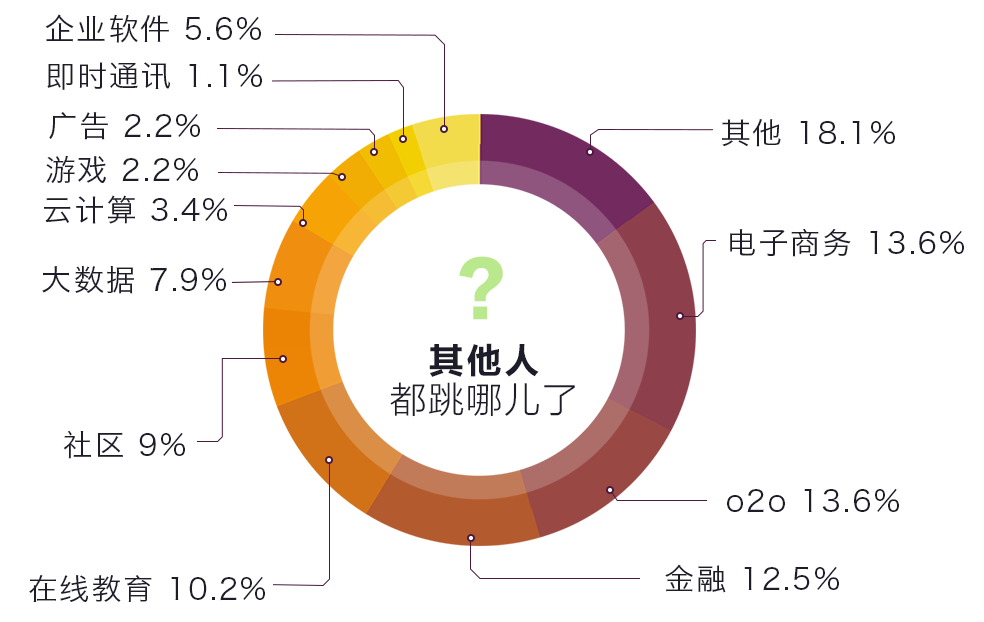 企业软件 5.6%
即时通讯 1.1%
广告 2.2%
游戏 2.2%
云计算 3.4%
大数据 7.9%
社区 9%
在线教育 10.2%
其他 18.1%
电子商务 13.6%
o2o 13.6%
金融 12.5%
?
其他人
都跳哪儿了